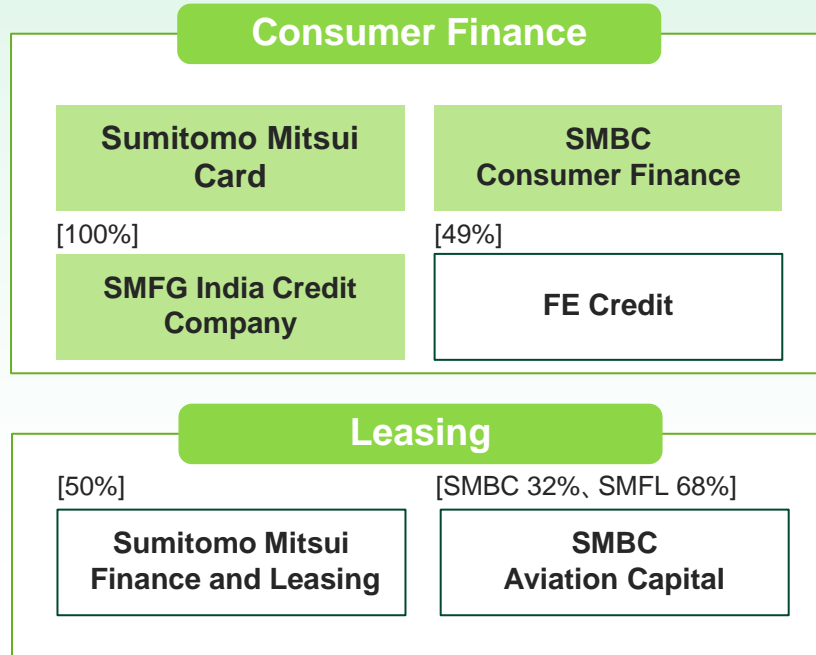 Consumer Finance
Sumitomo Mitsui
Card
SMBC
Consumer Finance
[100%]
SMFG India Credit
Company
[49%]
FE Credit
Leasing
[50%]
Sumitomo Mitsui
Finance and Leasing
[SMBC 32%、SMFL 68%]
SMBC
Aviation Capital